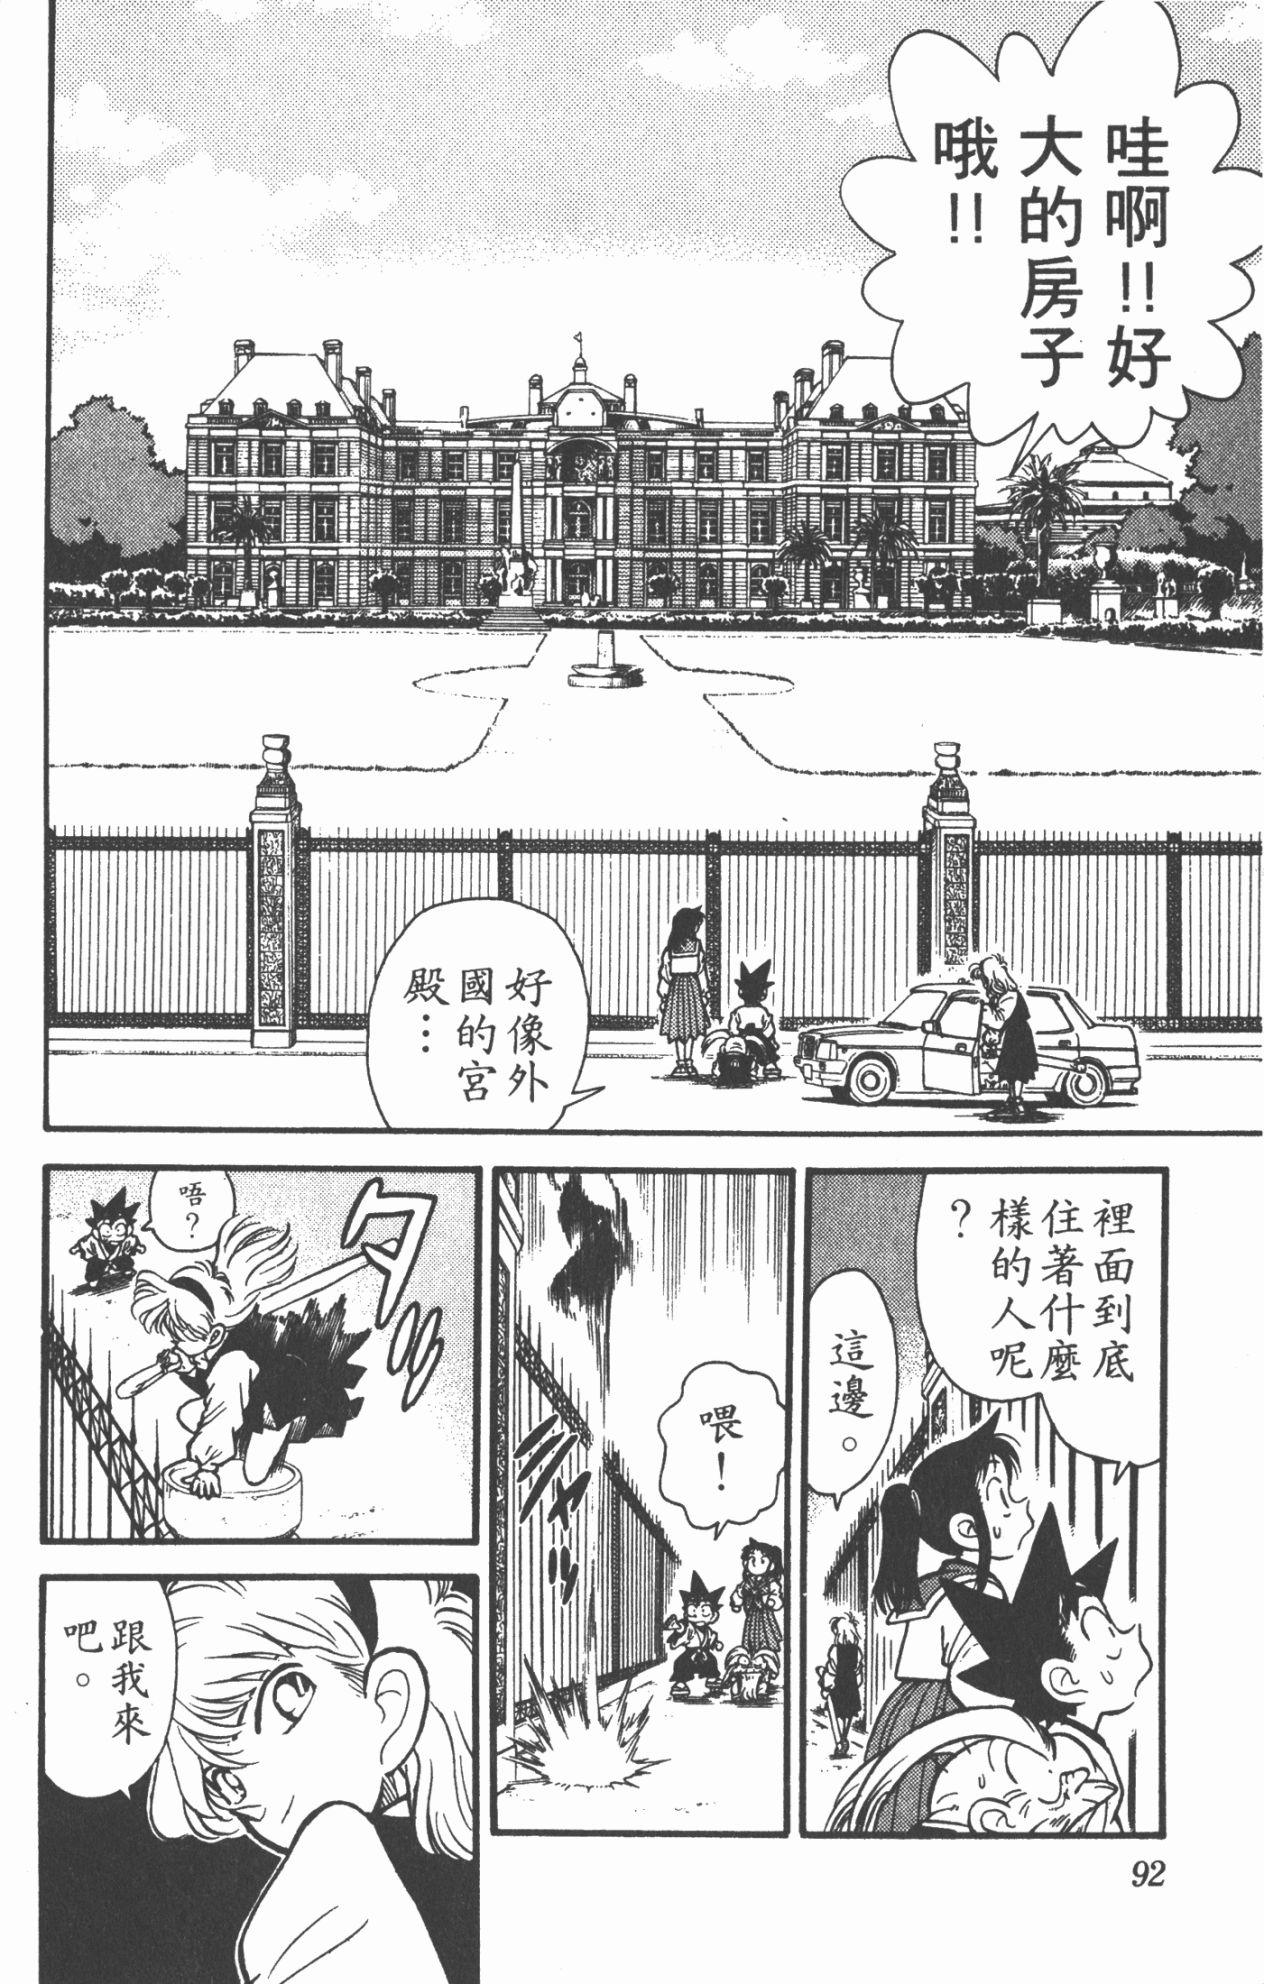 哇啊!!好
大的房子
哦!!
好像外
國的宮
殿…
裡面到底
住著什麼
樣的人呢
？
這邊。
喂！
唔？
跟我來
吧。
92